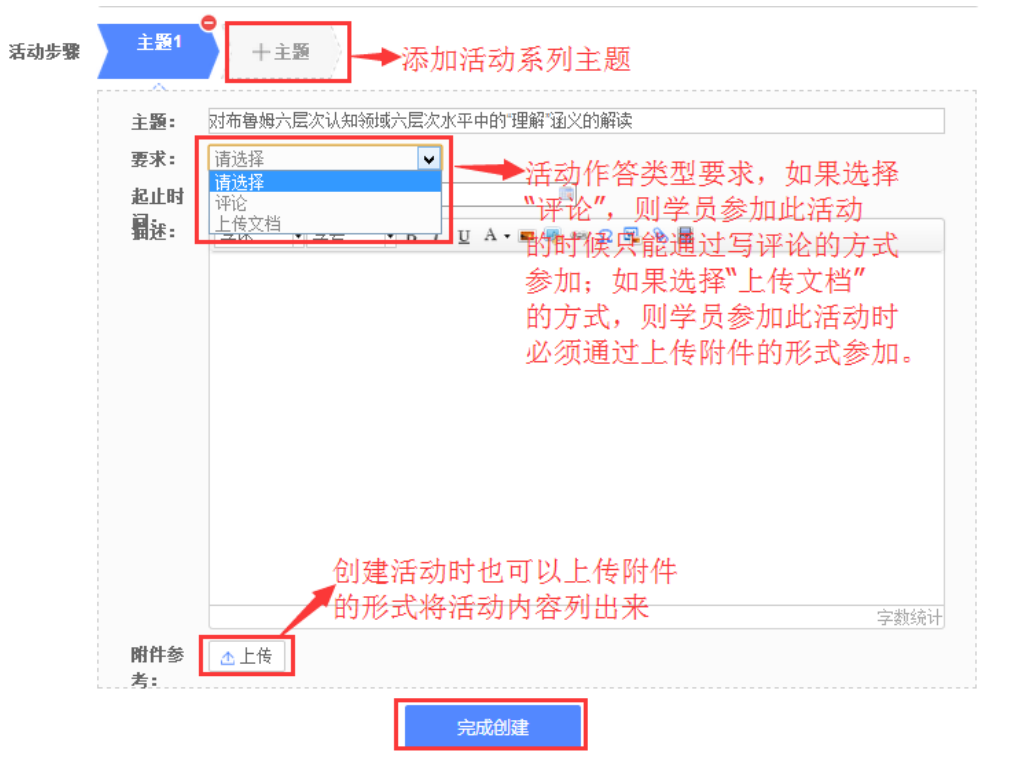 活动步骤
主题1
＋主题
添加活动系列主题
主题：
对布鲁姆六层次认知领域六层次水平中的“理解”涵义的解读
要求：
请选择
请选择
评论
上传文档
起止时
间：
描述：
B I U A
活动作答类型要求，如果选择
“评论”，则学员参加此活动
的时候只能通过写评论的方式
参加；如果选择“上传文档”
的方式，则学员参加此活动时
必须通过上传附件的形式参加。
创建活动时也可以上传附件
的形式将活动内容列出来
字数统计
附件参
考：
上传
完成创建